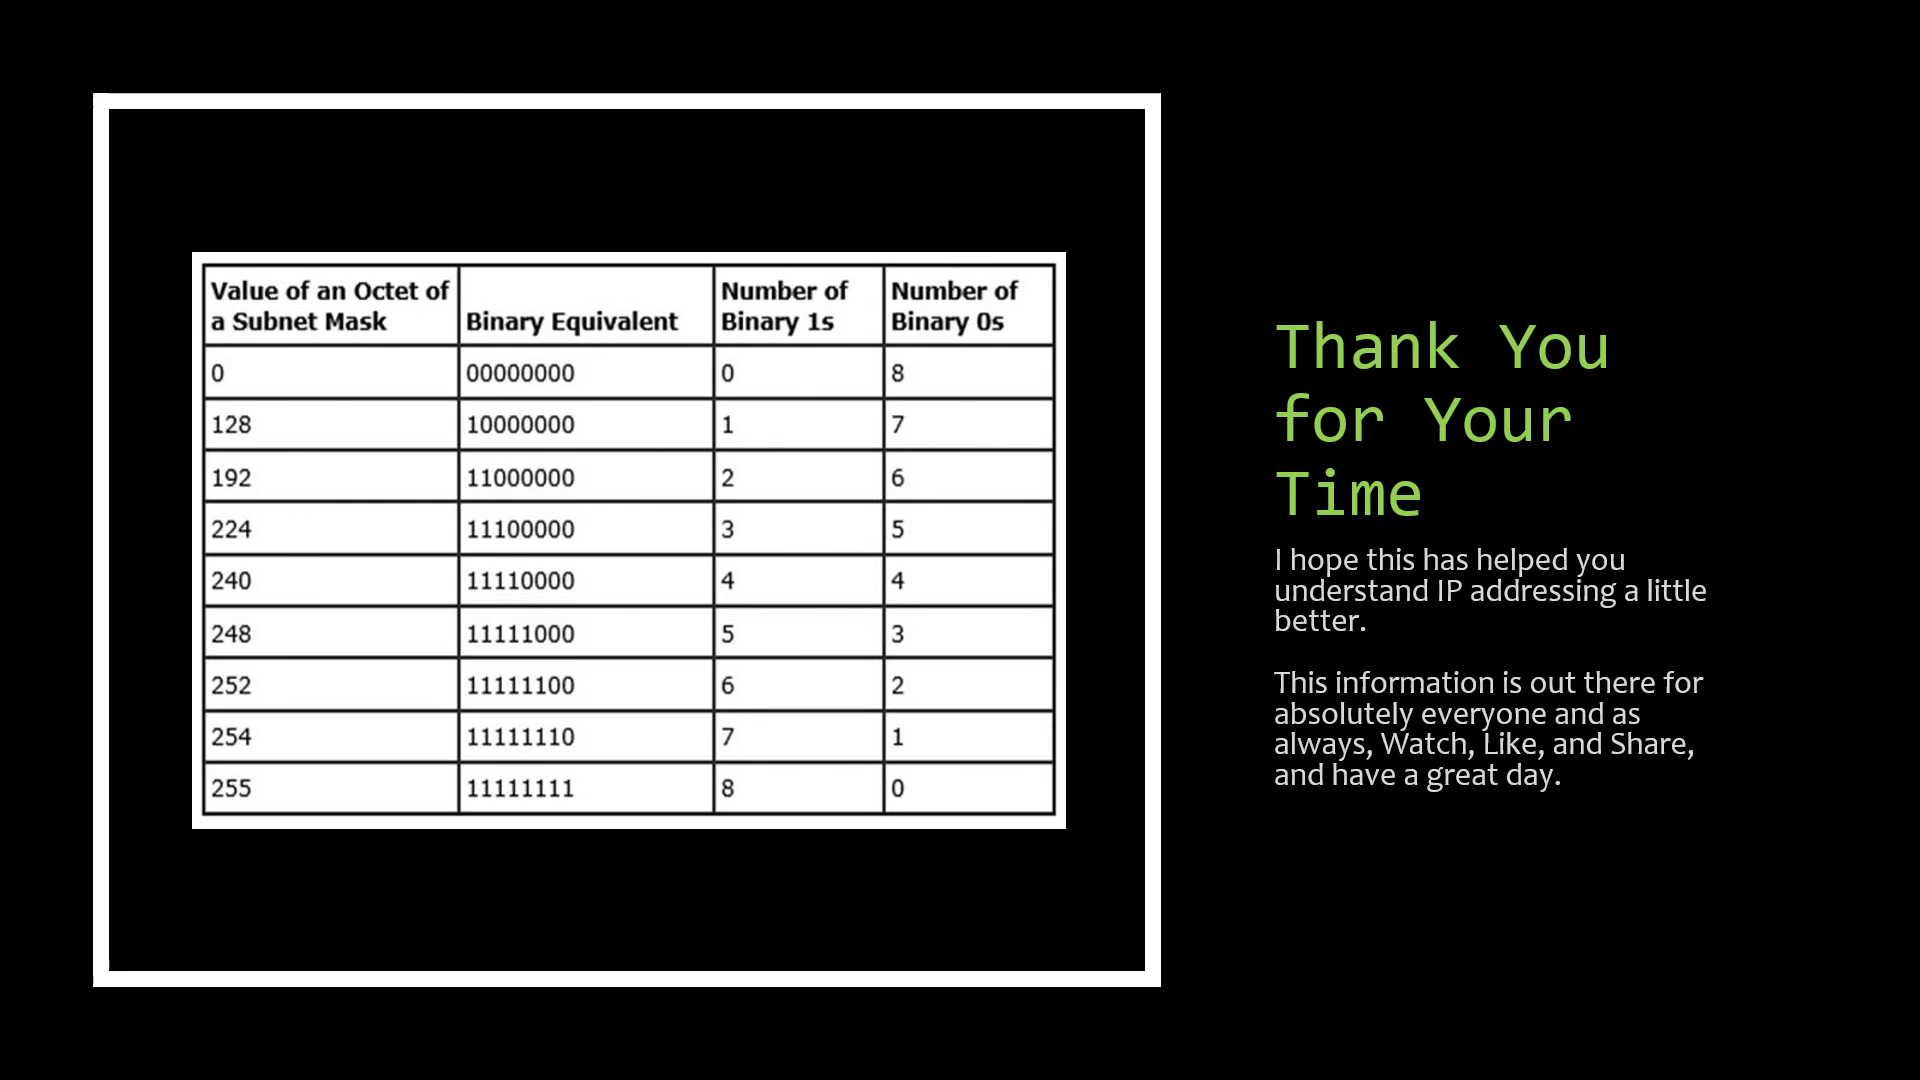 Value of an Octet of a Subnet Mask | Binary Equivalent | Number of Binary 1s | Number of Binary 0s
0 | 00000000 | 0 | 8
128 | 10000000 | 1 | 7
192 | 11000000 | 2 | 6
224 | 11100000 | 3 | 5
240 | 11110000 | 4 | 4
248 | 11111000 | 5 | 3
252 | 11111100 | 6 | 2
254 | 11111110 | 7 | 1
255 | 11111111 | 8 | 0
Thank You
for Your
Time
I hope this has helped you
understand IP addressing a little
better.
This information is out there for
absolutely everyone and as
always, Watch, Like, and Share,
and have a great day.